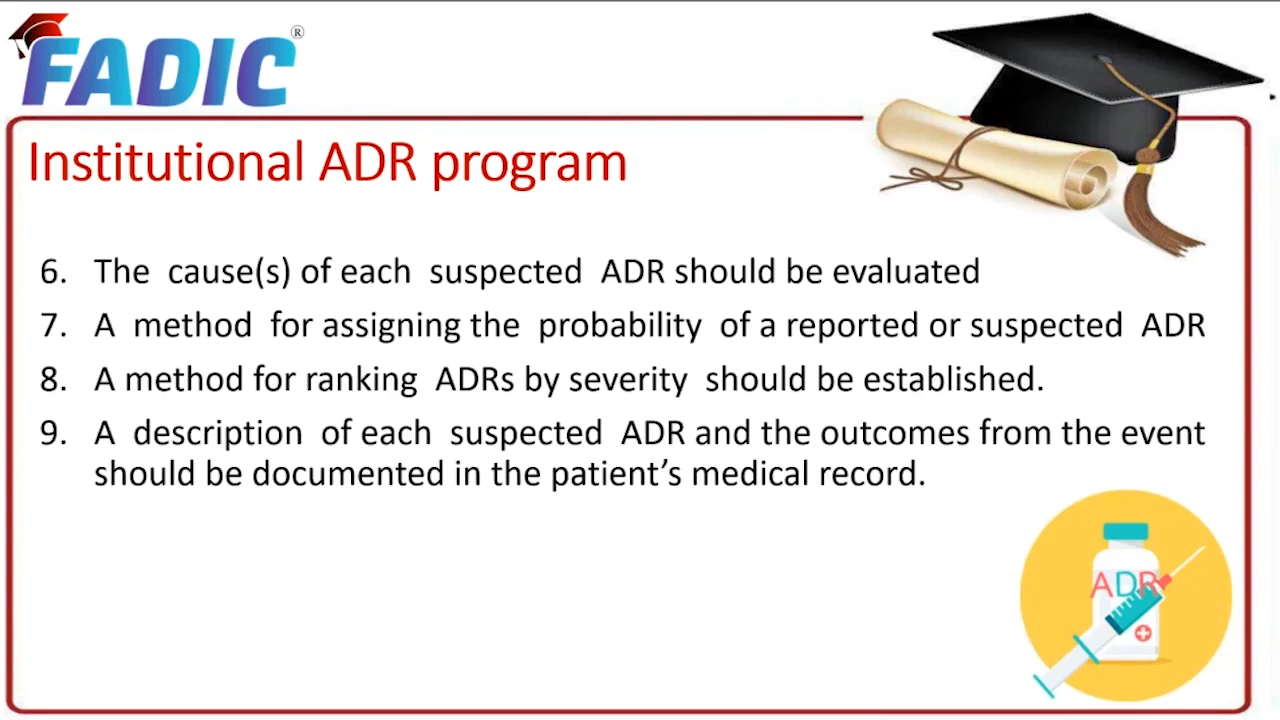 FADIC®
Institutional ADR program
6. The cause(s) of each suspected ADR should be evaluated
7. A method for assigning the probability of a reported or suspected ADR
8. A method for ranking ADRs by severity should be established.
9. A description of each suspected ADR and the outcomes from the event
should be documented in the patient’s medical record.
ADR